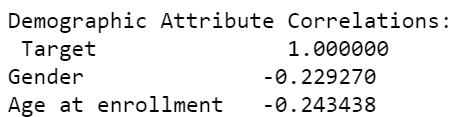 Demographic Attribute Correlations:
Target 1.000000
Gender -0.229270
Age at enrollment -0.243438